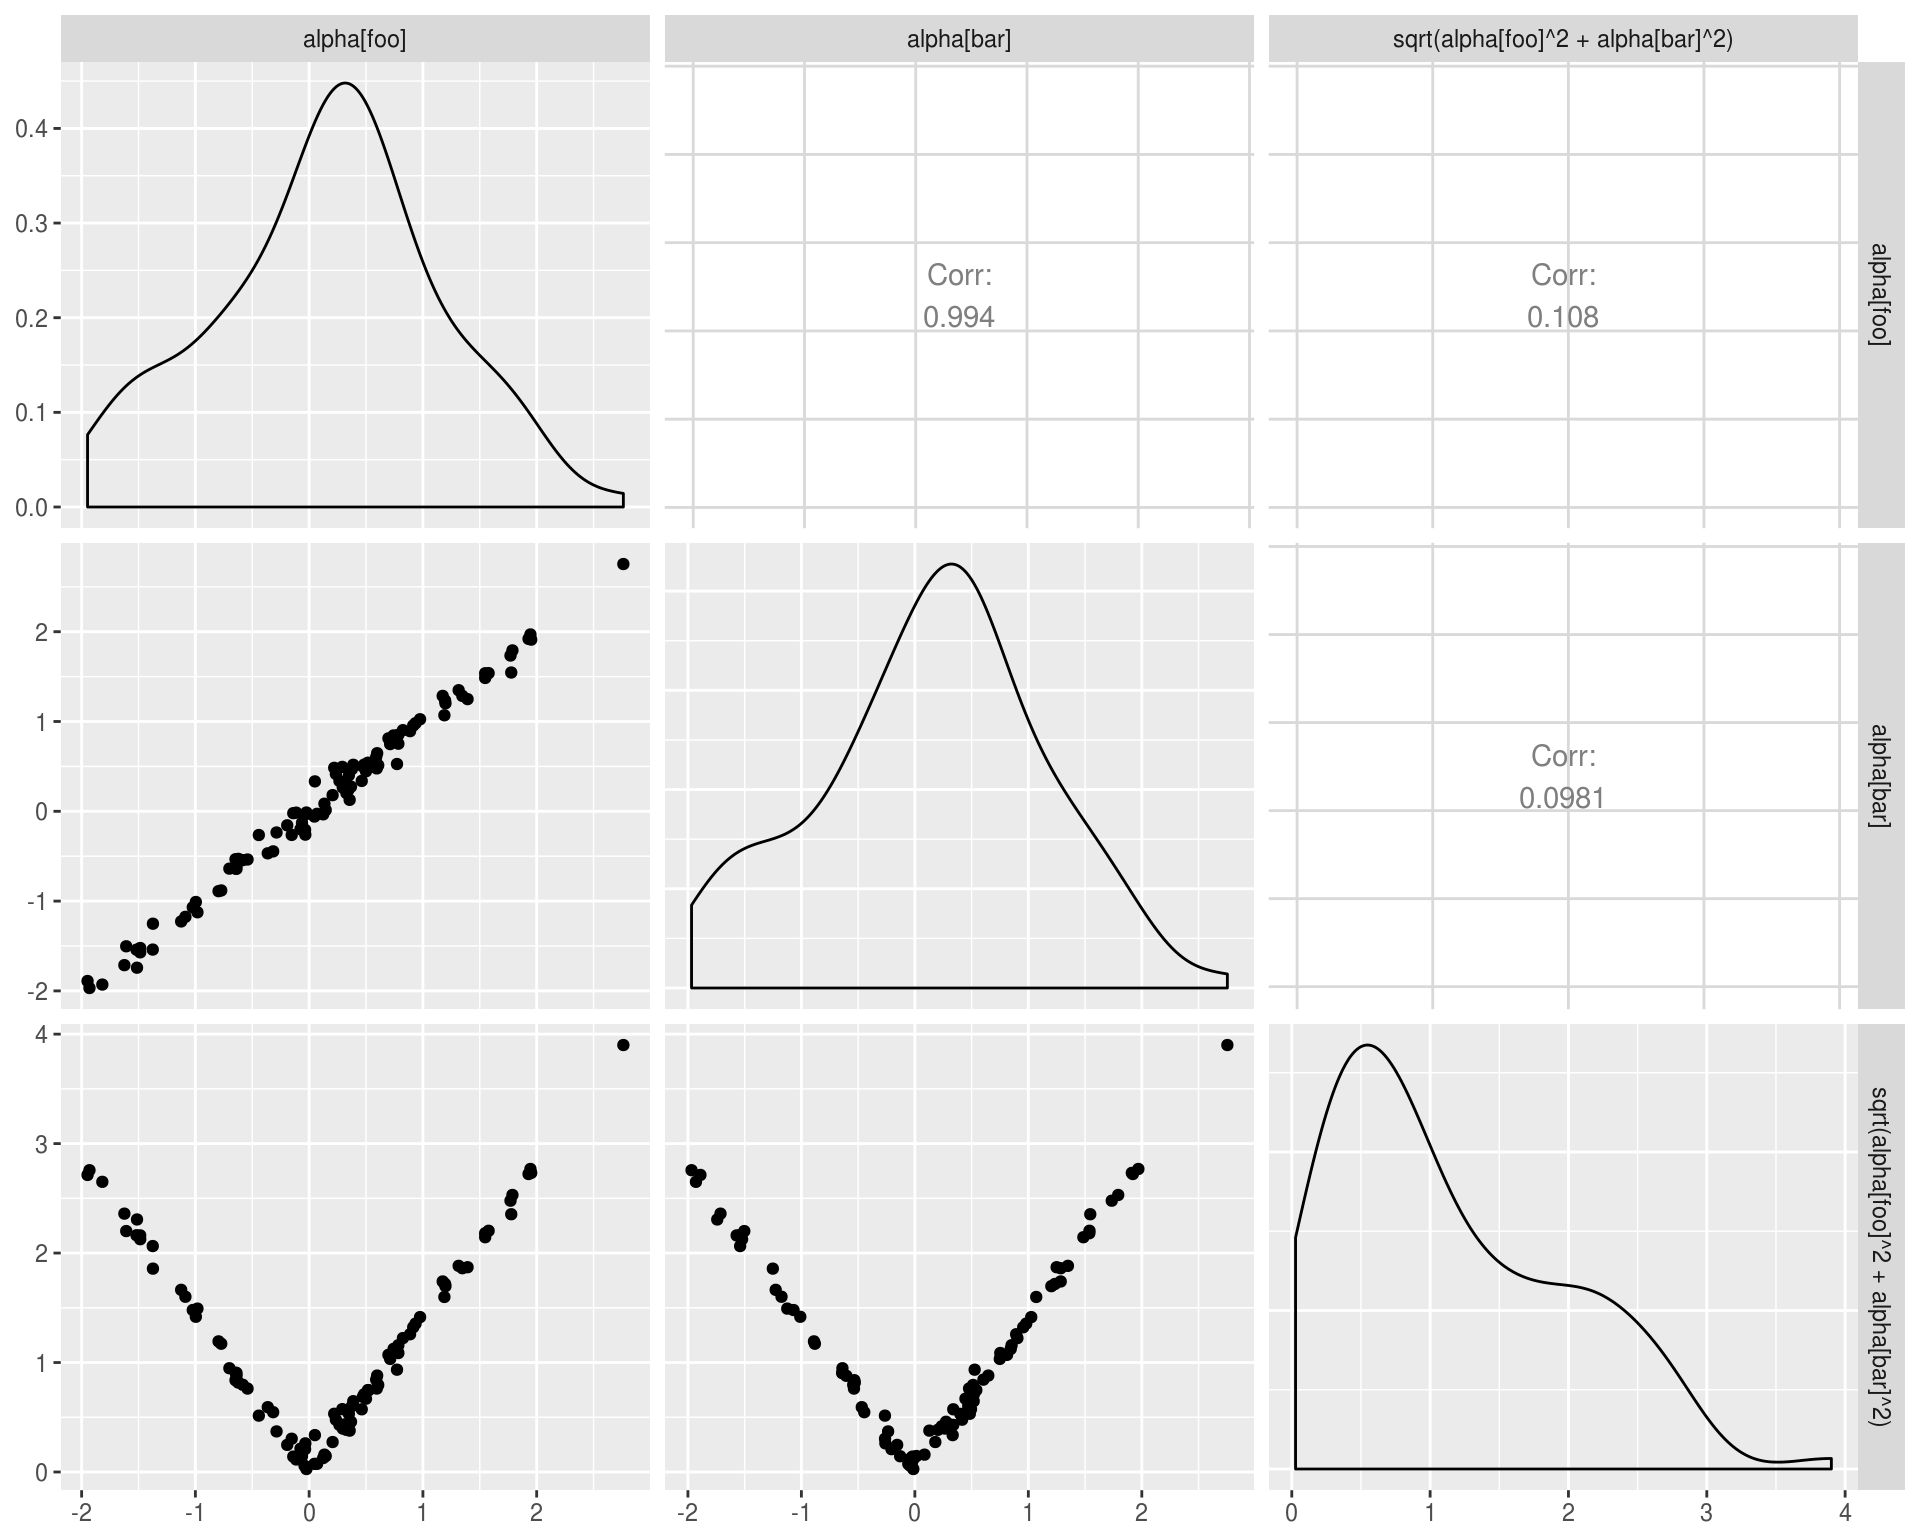 alpha[foo]
alpha[bar]
sqrt(alpha[foo]^2 + alpha[bar]^2)
0.4
0.3
0.2
0.1
0.0
Corr:
0.994
Corr:
0.108
alpha[foo]
2
1
0
-1
-2
Corr:
0.0981
alpha[bar]
4
3
2
1
0
sqrt(alpha[foo]^2 + alpha[bar]^2)
-2 -1 0 1 2
-2 -1 0 1 2
0 1 2 3 4